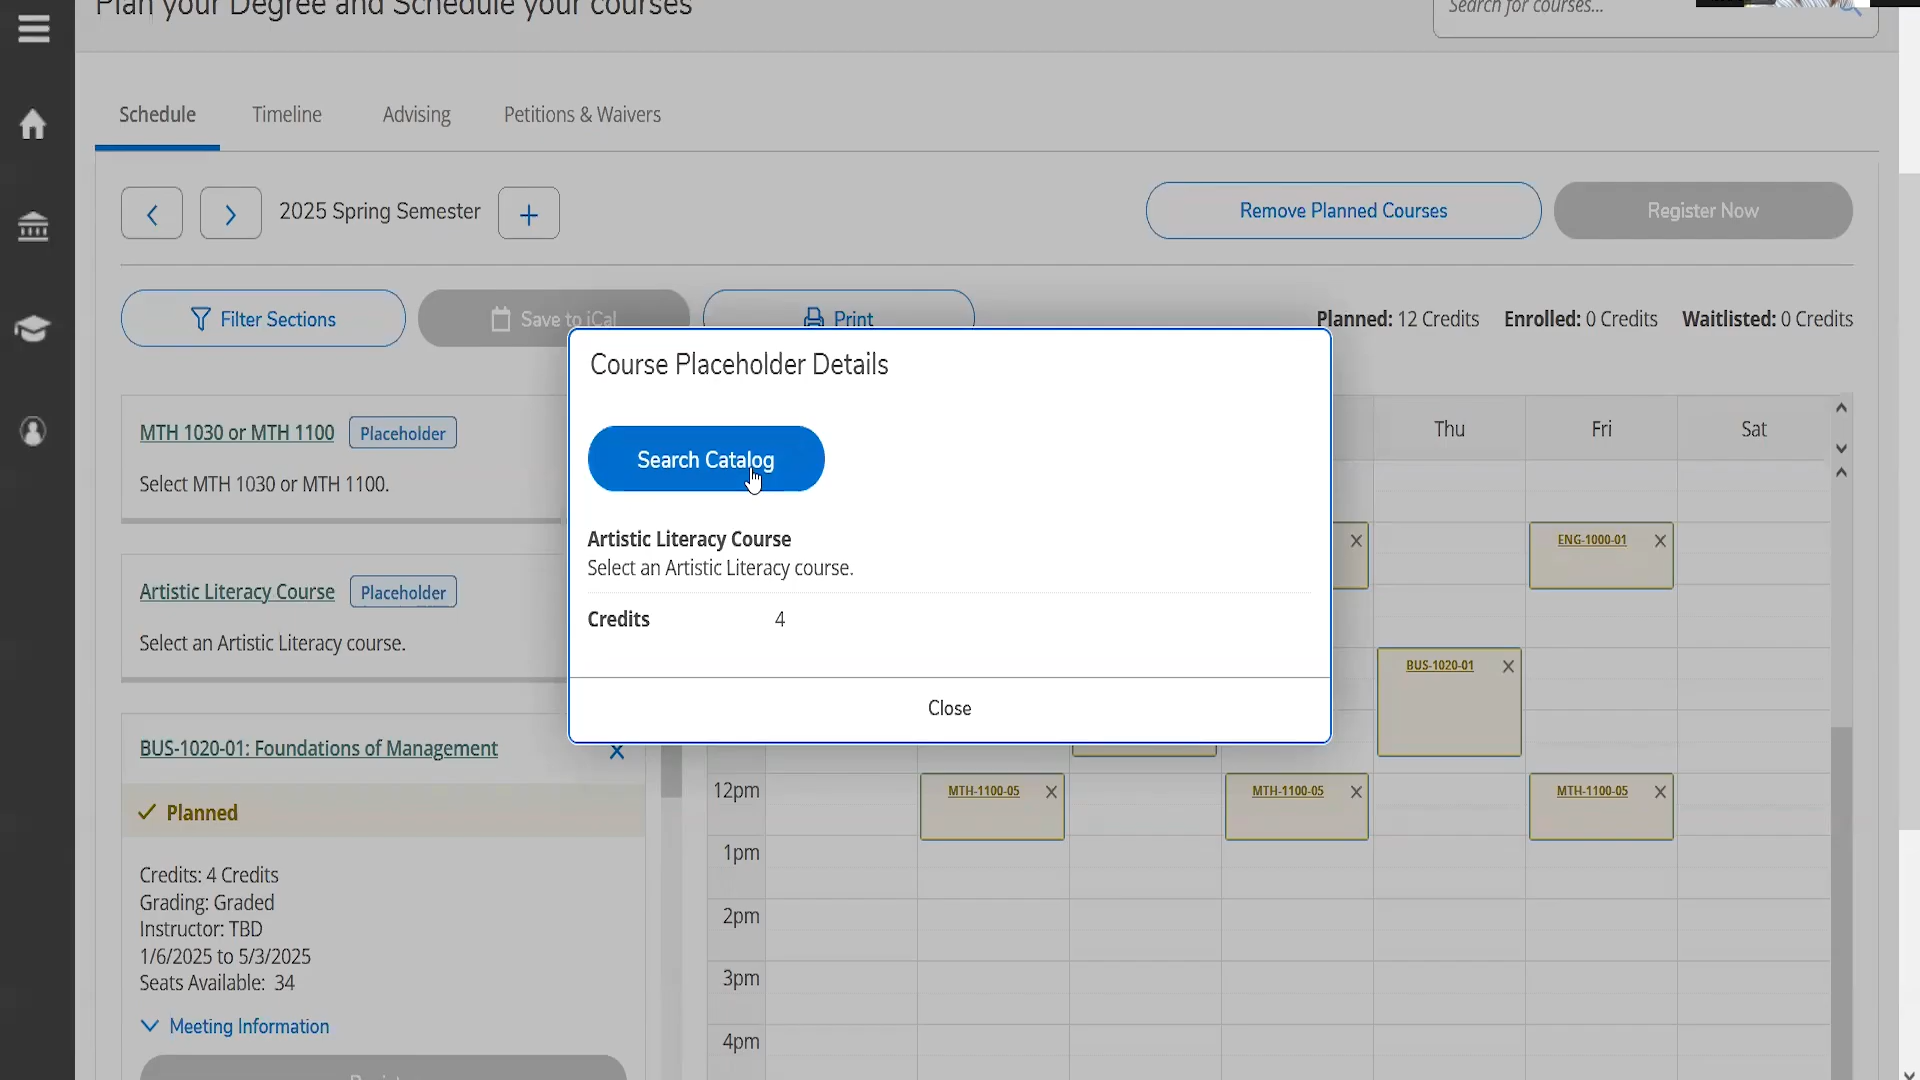 Plan your Degree and Schedule your courses
Search for courses...
Schedule
Timeline
Advising
Petitions & Waivers
2025 Spring Semester
Remove Planned Courses
Register Now
Filter Sections
Save to iCal
Print
Planned: 12 Credits
Enrolled: 0 Credits
Waitlisted: 0 Credits
MTH 1030 or MTH 1100
Placeholder
Select MTH 1030 or MTH 1100.
Artistic Literacy Course
Placeholder
Select an Artistic Literacy course.
BUS-1020-01: Foundations of Management
Planned
Credits: 4 Credits
Grading: Graded
Instructor: TBD
1/6/2025 to 5/3/2025
Seats Available: 34
Meeting Information
Course Placeholder Details
Search Catalog
Artistic Literacy Course
Select an Artistic Literacy course.
Credits 4
Close
Thu
Fri
Sat
ENG-1000-01
BUS-1020-01
12pm
MTH-1100-05
MTH-1100-05
MTH-1100-05
1pm
2pm
3pm
4pm